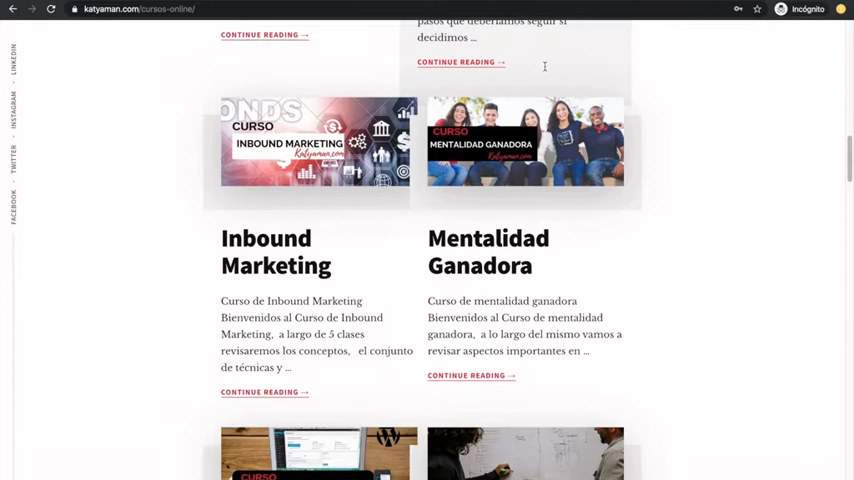 katyaman.com/cursos-online/
Incógnito
LINKEDIN
INSTAGRAM
TWITTER
FACEBOOK
CONTINUE READING →
pasos que deberíamos seguir si
decidimos ...
CONTINUE READING →
ONDS
CURSO
INBOUND MARKETING
Katyaman.com
CURSO
MENTALIDAD GANADORA
Katyaman.com
Inbound
Marketing
Curso de Inbound Marketing
Bienvenidos al Curso de Inbound
Marketing, a largo de 5 clases
revisaremos los conceptos, el conjunto
de técnicas y ...
CONTINUE READING →
Mentalidad
Ganadora
Curso de mentalidad ganadora
Bienvenidos al Curso de mentalidad
ganadora, a lo largo del mismo vamos a
revisar aspectos importantes en ...
CONTINUE READING →
CURSO